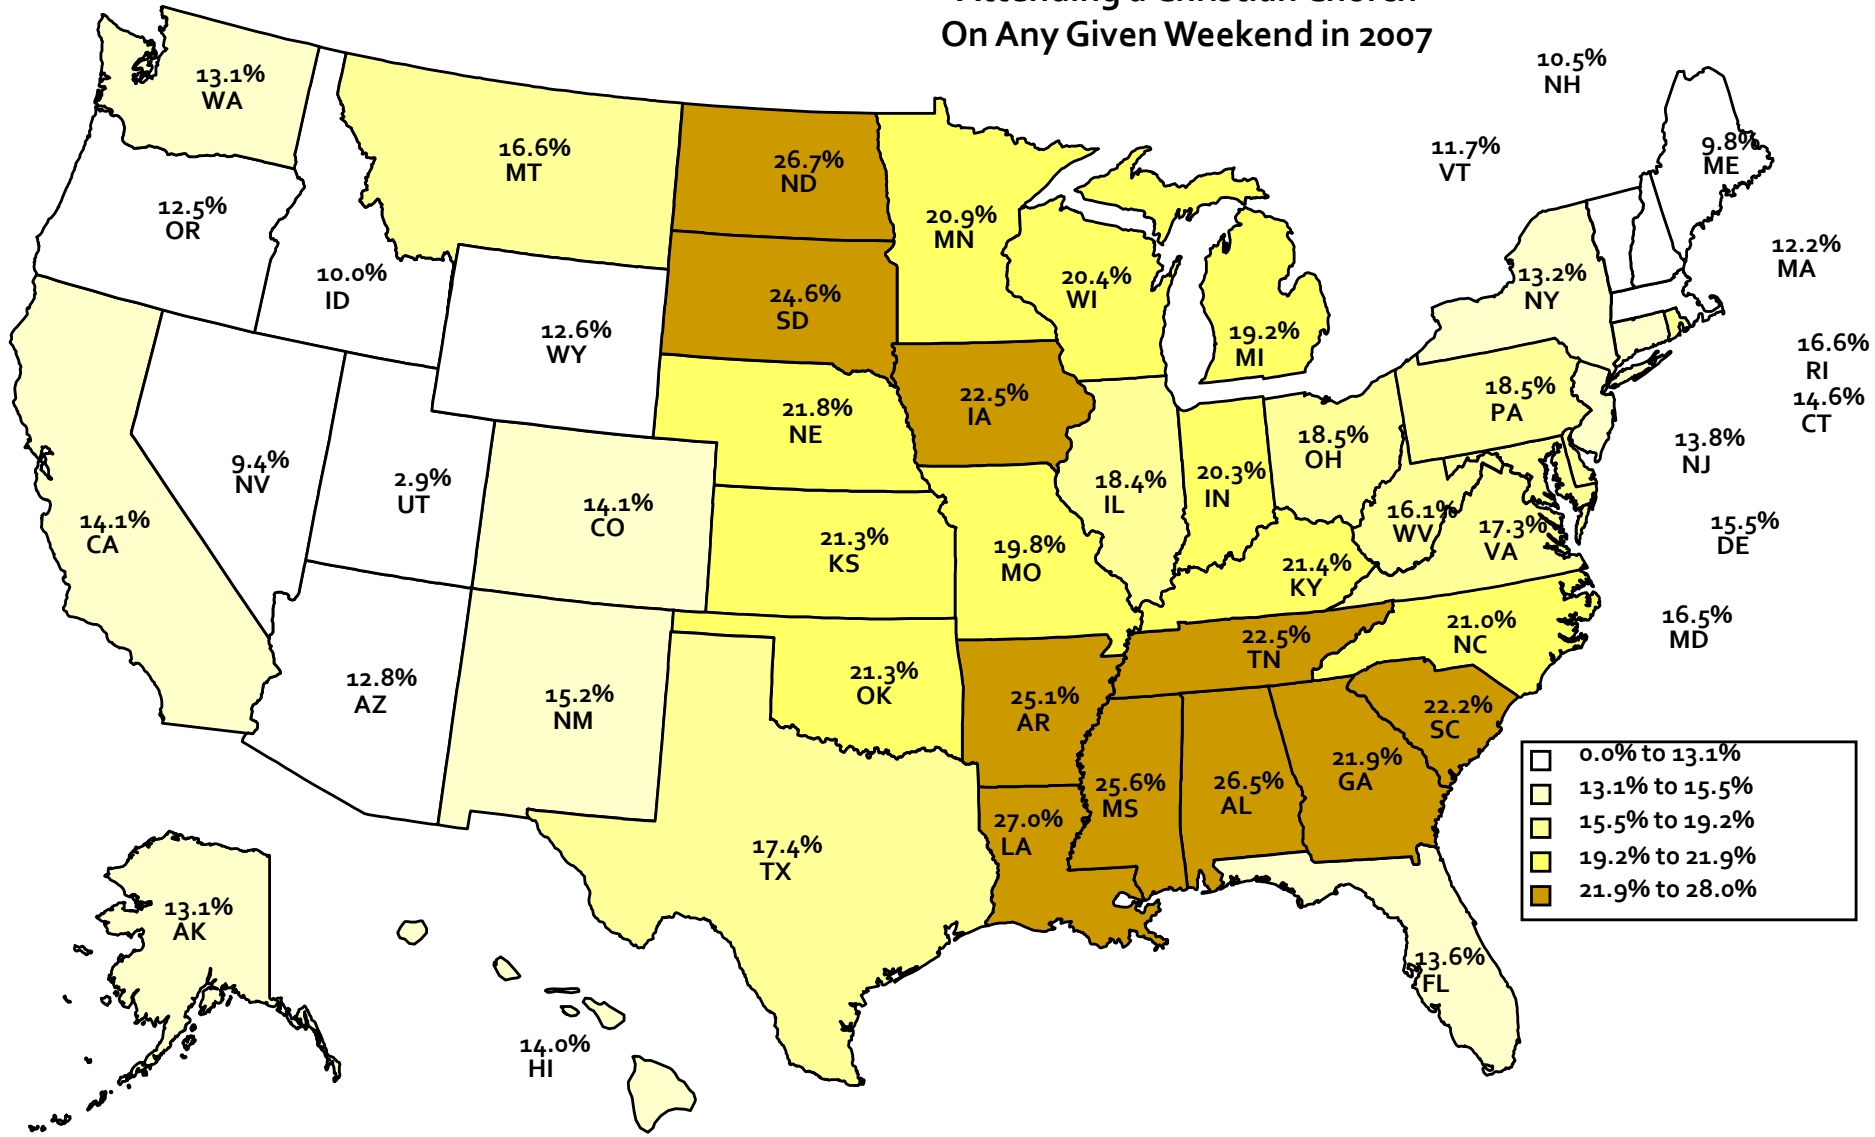 Attending a Christian Church
On Any Given Weekend in 2007
10.5%
NH
13.1%
WA
11.7%
VT
9.8%
ME
16.6%
MT
26.7%
ND
12.5%
OR
20.9%
MN
12.2%
MA
10.0%
ID
20.4%
WI
13.2%
NY
24.6%
SD
12.6%
WY
19.2%
MI
16.6%
RI
21.8%
NE
22.5%
IA
18.5%
PA
14.6%
CT
18.5%
OH
13.8%
NJ
9.4%
NV
2.9%
UT
14.1%
CO
18.4%
IL
20.3%
IN
14.1%
CA
16.1%
WV
17.3%
VA
15.5%
DE
21.3%
KS
19.8%
MO
21.4%
KY
16.5%
MD
21.0%
NC
22.5%
TN
12.8%
AZ
15.2%
NM
21.3%
OK
25.1%
AR
22.2%
SC
21.9%
GA
25.6%
MS
26.5%
AL
27.0%
LA
17.4%
TX
0.0% to 13.1%
13.1% to 15.5%
15.5% to 19.2%
19.2% to 21.9%
21.9% to 28.0%
13.1%
AK
13.6%
FL
14.0%
HI